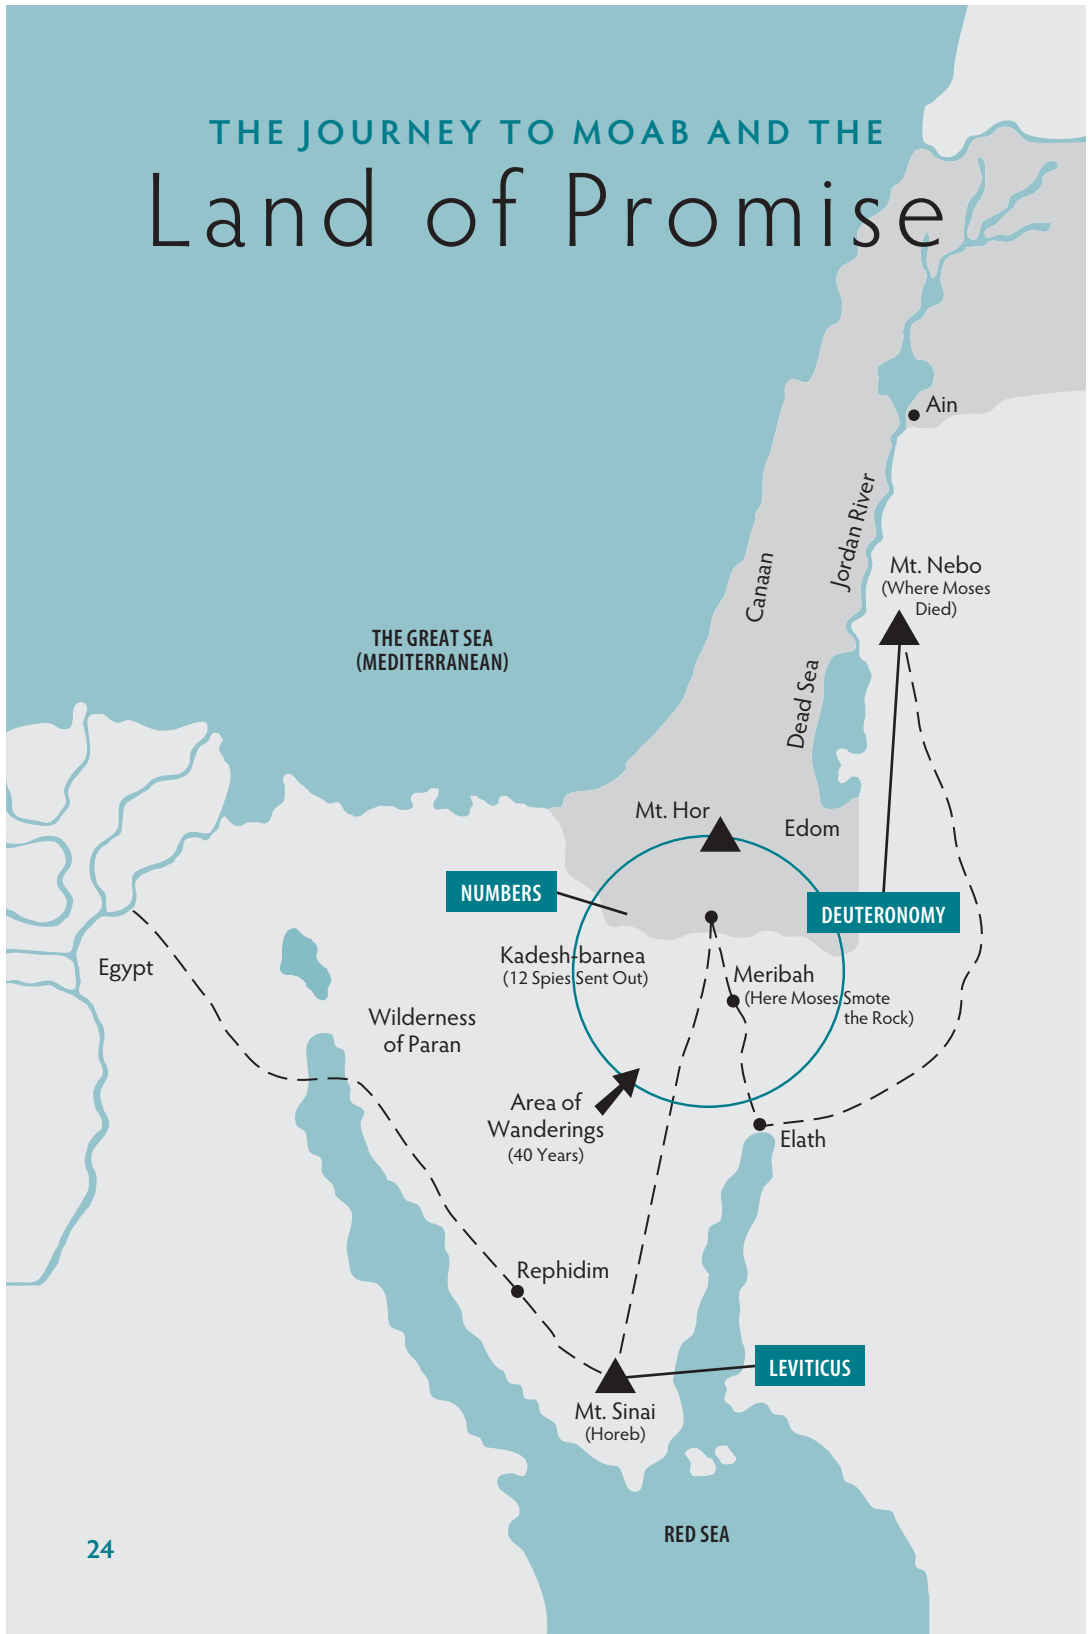 THE JOURNEY TO MOAB AND THE
Land of Promise
Ain
Jordan River
Canaan
Mt. Nebo
(Where Moses
Died)
THE GREAT SEA
(MEDITERRANEAN)
Dead Sea
Mt. Hor
Edom
NUMBERS
DEUTERONOMY
Kadesh-barnea
(12 Spies Sent Out)
Egypt
Meribah
(Here Moses Smote
the Rock)
Wilderness
of Paran
Area of
Wanderings
(40 Years)
Elath
Rephidim
LEVITICUS
Mt. Sinai
(Horeb)
RED SEA
24